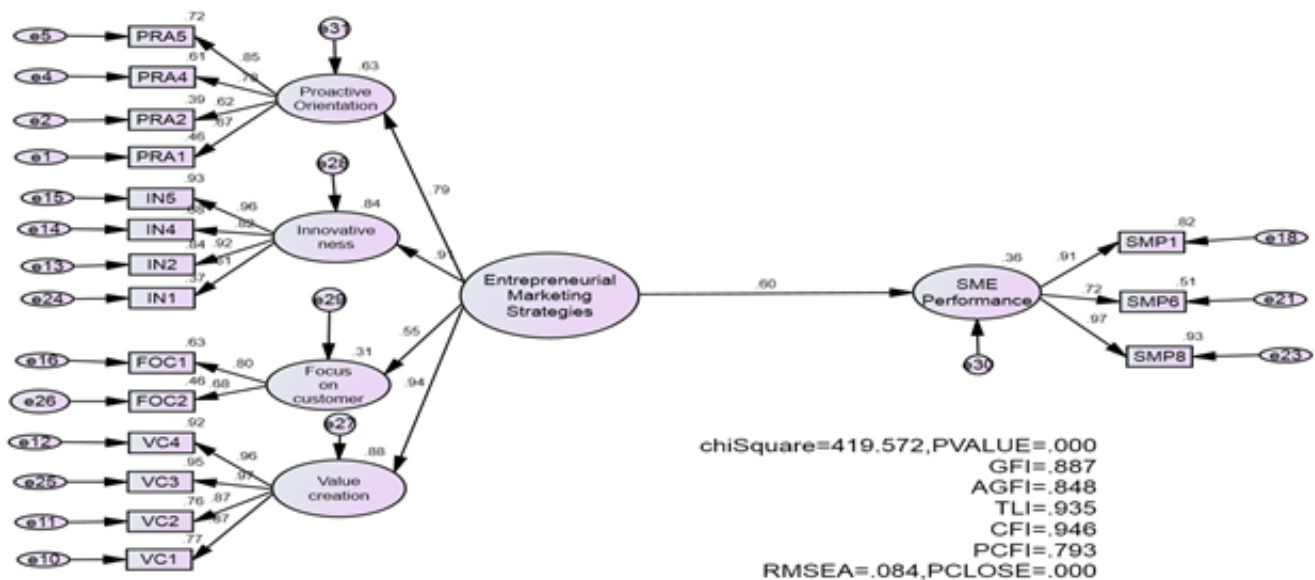 .72
e5
PRA5
e31
.85
.61
.63
e4
PRA4
Proactive
Orientation
.39
.62
e2
PRA2
.67
.46
e1
PRA1
e28
.93
.79
e15
IN5
.96
.84
e14
IN4
Innovative
ness
.92
e13
IN2
.37
e24
IN1
e29
Entrepreneurial
Marketing
Strategies
.60
.36
SME
Performance
e30
.91
.82
SMP1
e18
.72
.51
SMP6
e21
.97
.93
SMP8
e23
.55
.63
.31
e16
FOC1
.80
Focus
on
customer
.46
.68
e26
FOC2
.94
e27
.92
e12
VC4
.96
.88
.95
e25
VC3
.97
Value
creation
.76
.87
e11
VC2
.77
e10
VC1
chiSquare=419.572,PVALUE=.000
GFI=.887
AGFI=.848
TLI=.935
CFI=.946
PCFI=.793
RMSEA=.084,PCLOSE=.000